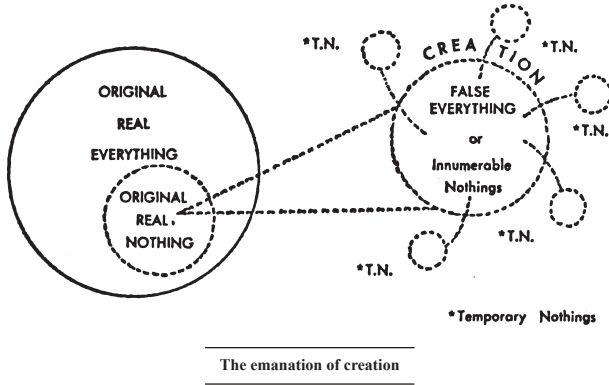 ORIGINAL
REAL
EVERYTHING
ORIGINAL
REAL
NOTHING
*T.N.
CREATION
*T.N.
FALSE
EVERYTHING
or
Innumerable
Nothings
*T.N.
*T.N.
*T.N.
*Temporary Nothings
The emanation of creation